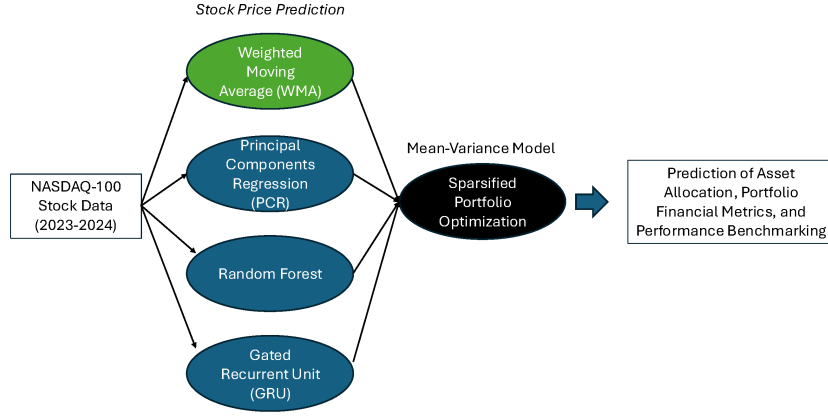 Stock Price Prediction
Weighted
Moving
Average (WMA)
Principal
Components
Regression
(PCR)
Mean-Variance Model
NASDAQ-100
Stock Data
(2023-2024)
Sparsified
Portfolio
Optimization
Prediction of Asset
Allocation, Portfolio
Financial Metrics, and
Performance Benchmarking
Random Forest
Gated
Recurrent Unit
(GRU)